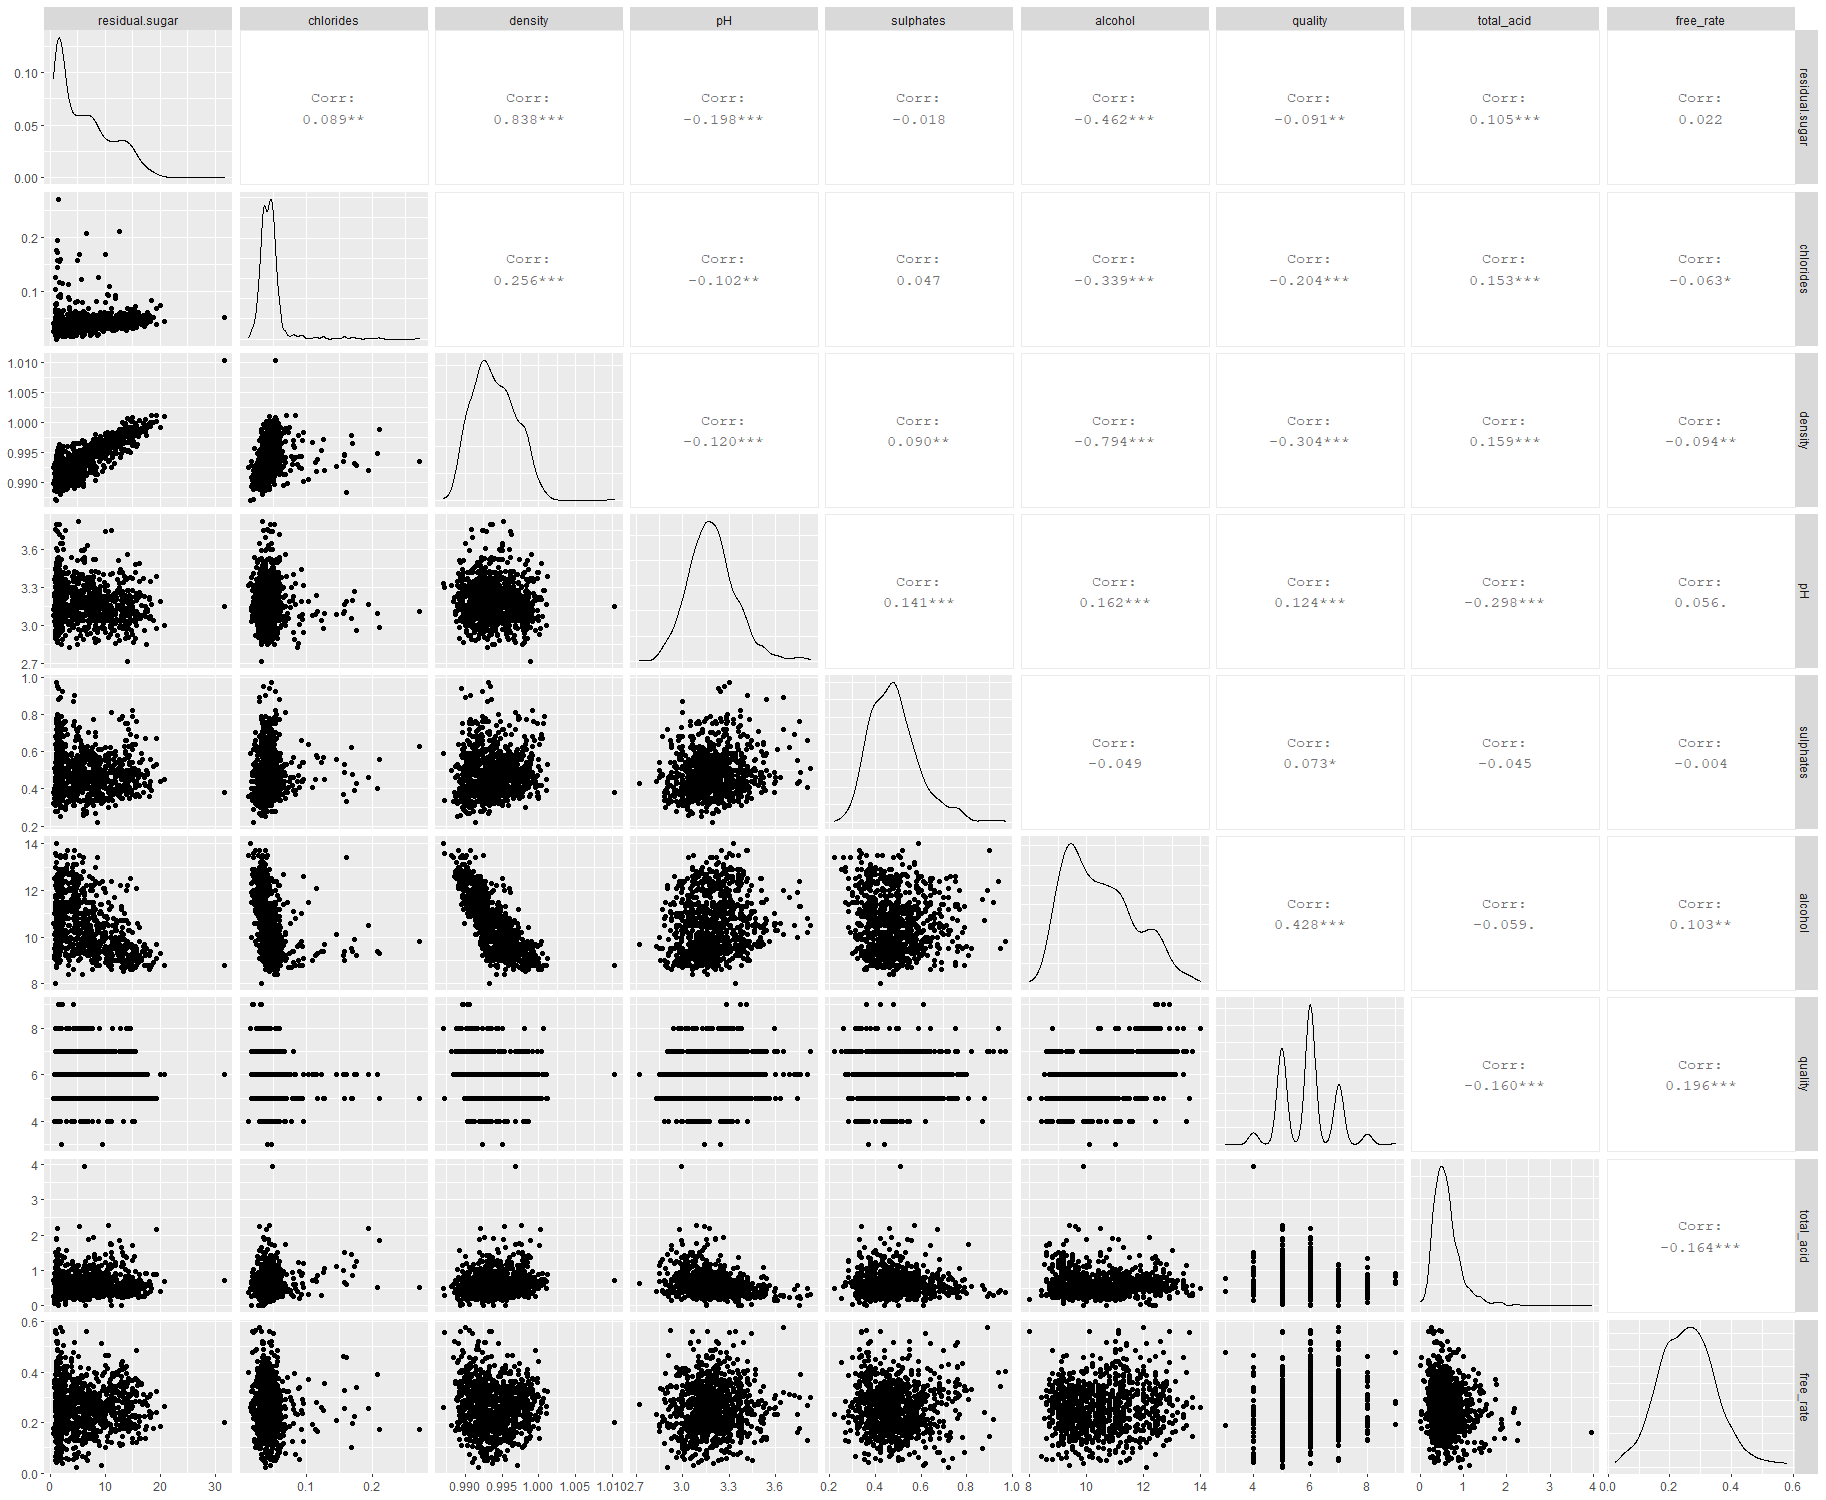 residual.sugar chlorides density pH sulphates alcohol quality total_acid free_rate
0.10
0.05
0.00
Corr: Corr: Corr: Corr: Corr: Corr: Corr: Corr:
0.089** 0.838*** -0.198*** -0.018 -0.462*** -0.091** 0.105*** 0.022
residual.sugar
0.2
0.1
Corr: Corr: Corr: Corr: Corr: Corr: Corr:
0.256*** -0.102** 0.047 -0.339*** -0.204*** 0.153*** -0.063*
chlorides
1.010
1.005
1.000
0.995
0.990
Corr: Corr: Corr: Corr: Corr: Corr:
-0.120*** 0.090** -0.794*** -0.304*** 0.159*** -0.094**
density
3.6
3.3
3.0
2.7
Corr: Corr: Corr: Corr: Corr:
0.141*** 0.162*** 0.124*** -0.298*** 0.056.
pH
1.0
0.8
0.6
0.4
0.2
Corr: Corr: Corr: Corr:
-0.049 0.073* -0.045 -0.004
sulphates
14
12
10
8
Corr: Corr: Corr:
0.428*** -0.059. 0.103**
alcohol
8
6
4
Corr: Corr:
-0.160*** 0.196***
quality
4
3
2
1
0
Corr:
-0.164***
total_acid
0.6
0.4
0.2
0.0
free_rate
0 10 20 30 0.1 0.2 0.990 0.995 1.000 1.005 1.010 2.7 3.0 3.3 3.6 0.2 0.4 0.6 0.8 1.0 8 10 12 14 4 6 8 0 1 2 3 4 0.0 0.2 0.4 0.6